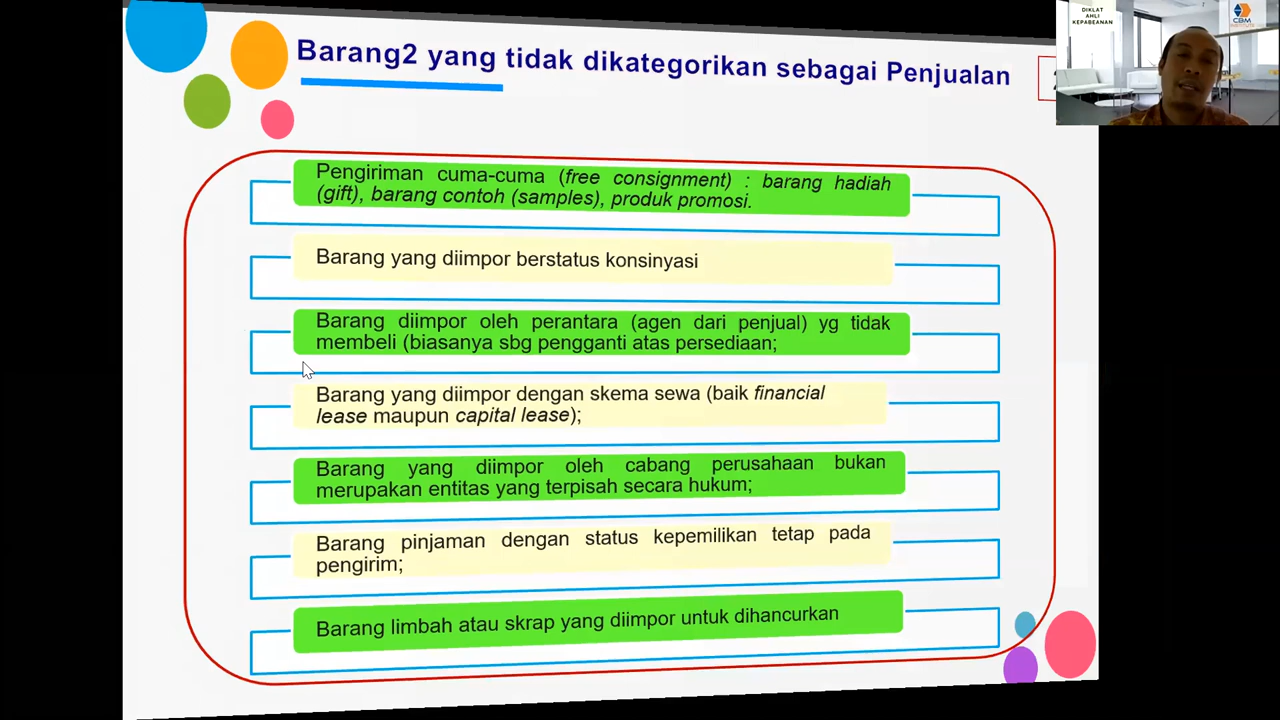 Barang2 yang tidak dikategorikan sebagai Penjualan
DIKLAT
AHLI
KEPABEANAN
CBM
Pengiriman cuma-cuma (free consignment) : barang hadiah
(gift), barang contoh (samples), produk promosi.
Barang yang diimpor berstatus konsinyasi
Barang diimpor oleh perantara (agen dari penjual) yg tidak
membeli (biasanya sbg pengganti atas persediaan;
Barang yang diimpor dengan skema sewa (baik financial
lease maupun capital lease);
Barang yang diimpor oleh cabang perusahaan bukan
merupakan entitas yang terpisah secara hukum;
Barang pinjaman dengan status kepemilikan tetap pada
pengirim;
Barang limbah atau skrap yang diimpor untuk dihancurkan